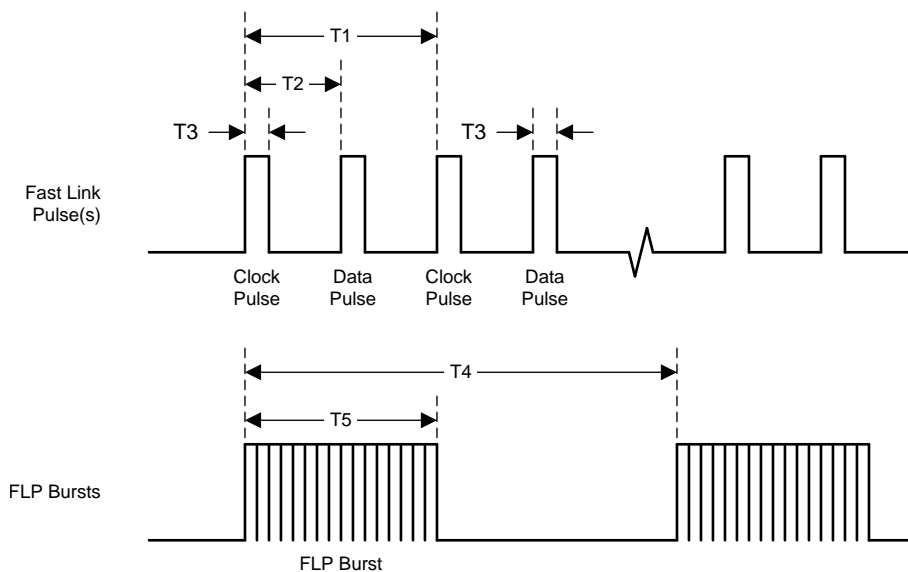 T1
T2
T3
T3
Fast Link
Pulse(s)
Clock
Pulse
Data
Pulse
Clock
Pulse
Data
Pulse
T4
T5
FLP Bursts
FLP Burst